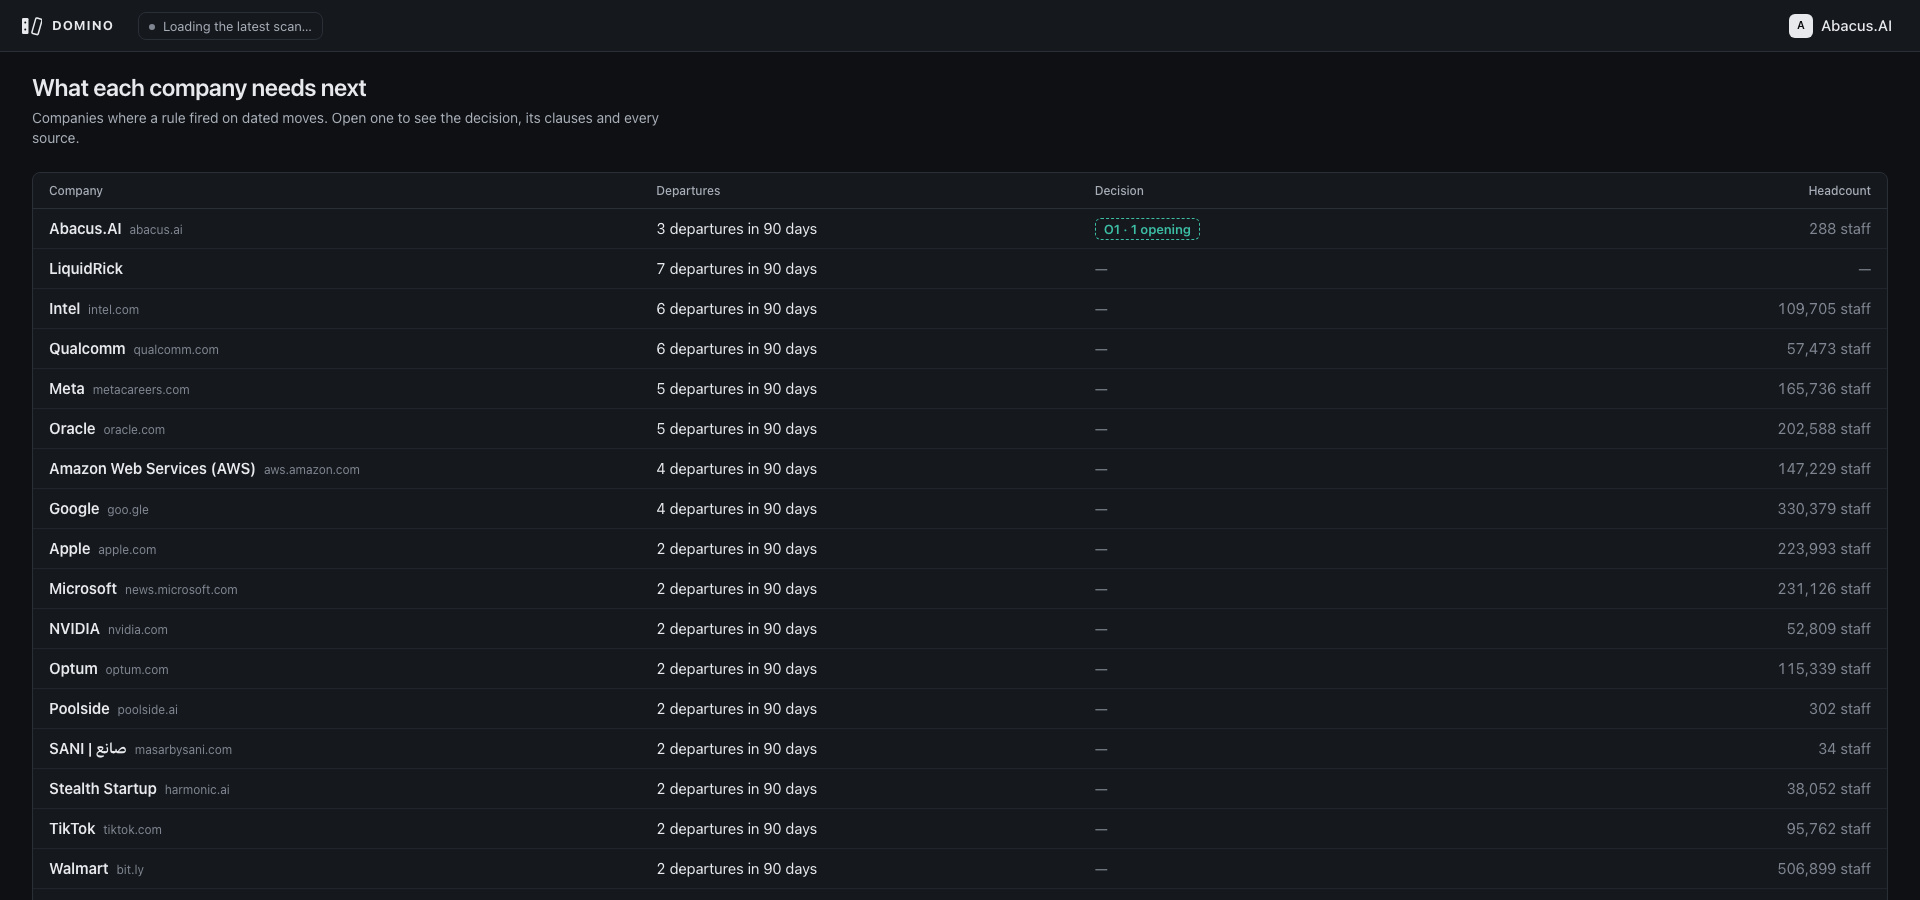 DOMINO
Loading the latest scan...
A Abacus.AI
What each company needs next
Companies where a rule fired on dated moves. Open one to see the decision, its clauses and every
source.
Company Departures Decision Headcount
Abacus.AI abacus.ai 3 departures in 90 days O1 · 1 opening 288 staff
LiquidRick 7 departures in 90 days — —
Intel intel.com 6 departures in 90 days — 109,705 staff
Qualcomm qualcomm.com 6 departures in 90 days — 57,473 staff
Meta metacareers.com 5 departures in 90 days — 165,736 staff
Oracle oracle.com 5 departures in 90 days — 202,588 staff
Amazon Web Services (AWS) aws.amazon.com 4 departures in 90 days — 147,229 staff
Google goo.gle 4 departures in 90 days — 330,379 staff
Apple apple.com 2 departures in 90 days — 223,993 staff
Microsoft news.microsoft.com 2 departures in 90 days — 231,126 staff
NVIDIA nvidia.com 2 departures in 90 days — 52,809 staff
Optum optum.com 2 departures in 90 days — 115,339 staff
Poolside poolside.ai 2 departures in 90 days — 302 staff
SANI | صانع masarbysani.com 2 departures in 90 days — 34 staff
Stealth Startup harmonic.ai 2 departures in 90 days — 38,052 staff
TikTok tiktok.com 2 departures in 90 days — 95,762 staff
Walmart bit.ly 2 departures in 90 days — 506,899 staff